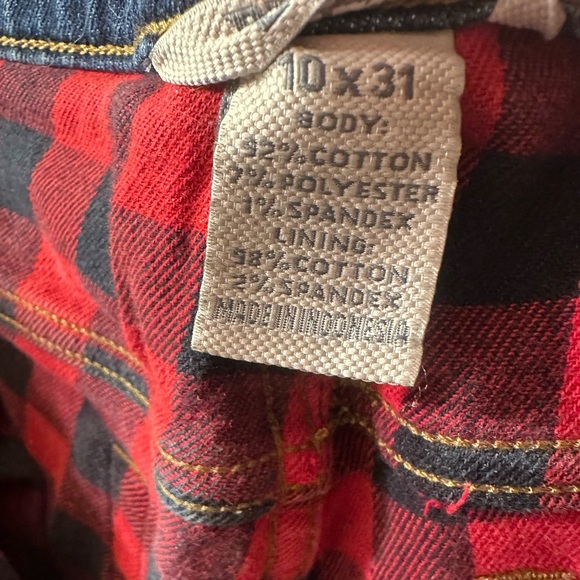 10 x 31
BODY:
92% COTTON
7% POLYESTER
1% SPANDEX
LINING:
98% COTTON
2% SPANDEX
MADE IN INDONESIA